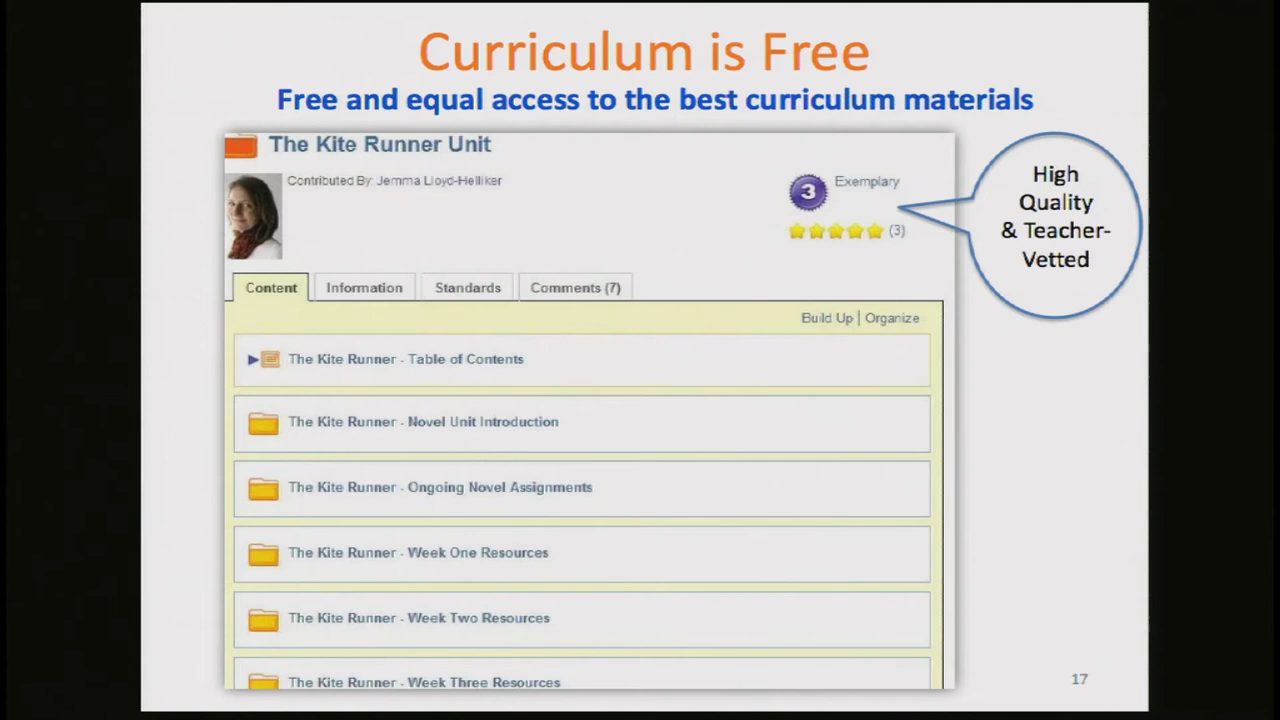 Curriculum is Free
Free and equal access to the best curriculum materials
The Kite Runner Unit
Contributed By: Jemma Lloyd-Helliker
3
Exemplary
(3)
High
Quality
& Teacher-
Vetted
Content
Information
Standards
Comments (7)
Build Up | Organize
The Kite Runner - Table of Contents
The Kite Runner - Novel Unit Introduction
The Kite Runner - Ongoing Novel Assignments
The Kite Runner - Week One Resources
The Kite Runner - Week Two Resources
The Kite Runner - Week Three Resources
17